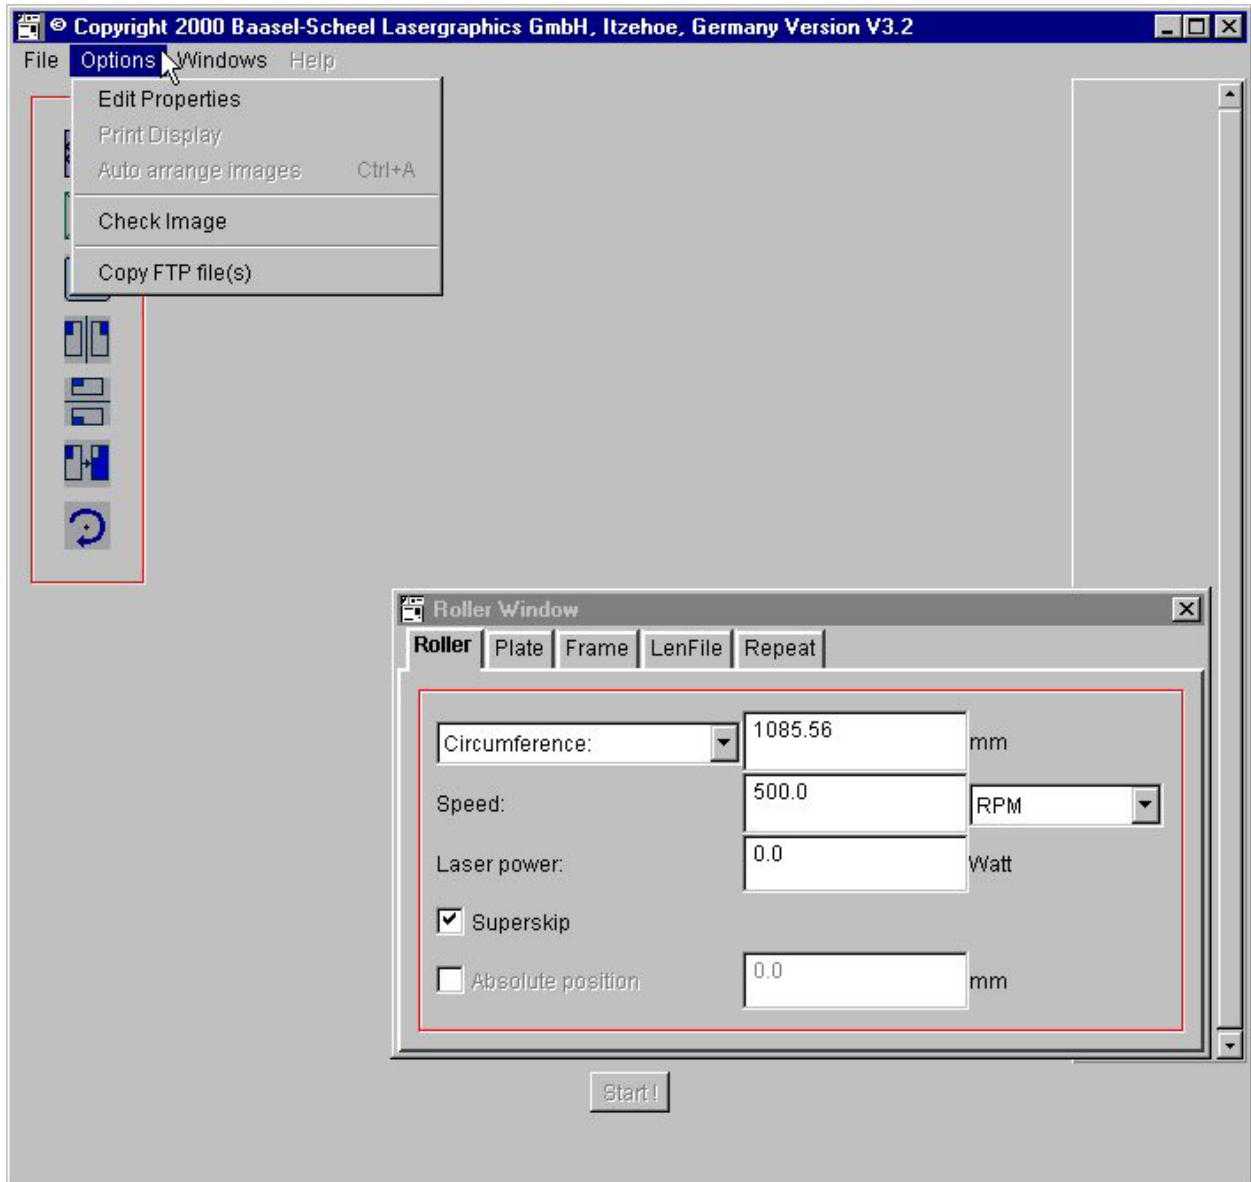 © Copyright 2000 Baasel-Scheel Lasergraphics GmbH, Itzehoe, Germany Version V3.2
File Options Windows Help
Edit Properties
Print Display
Auto arrange images Ctrl+A
Check Image
Copy FTP file(s)
Roller Window
Roller Plate Frame LenFile Repeat
Circumference: 1085.56 mm
Speed: 500.0 RPM
Laser power: 0.0 Watt
Superskip
Absolute position 0.0 mm
Start!